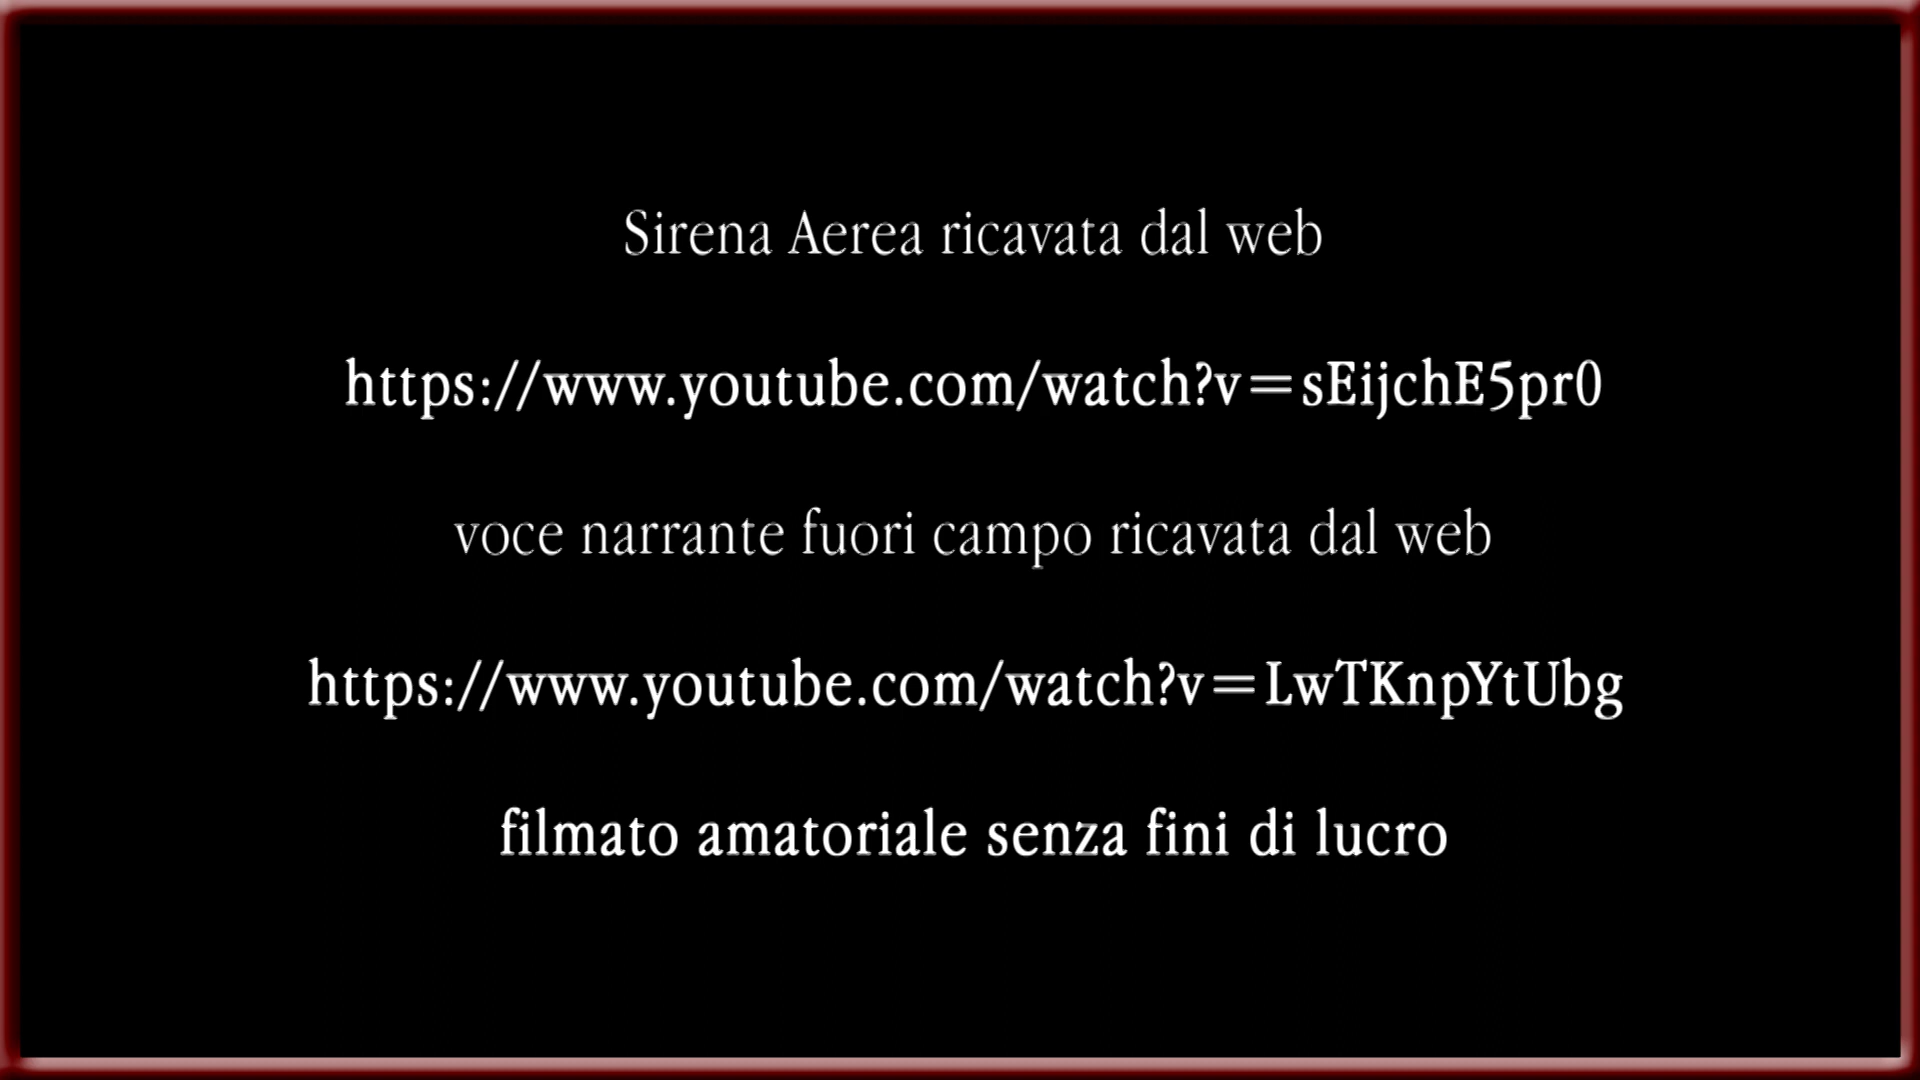 Sirena Aerea ricavata dal web
https://www.youtube.com/watch?v=sEijchE5pr0
voce narrante fuori campo ricavata dal web
https://www.youtube.com/watch?v=LwTKnpYtUbg
filmato amatoriale senza fini di lucro